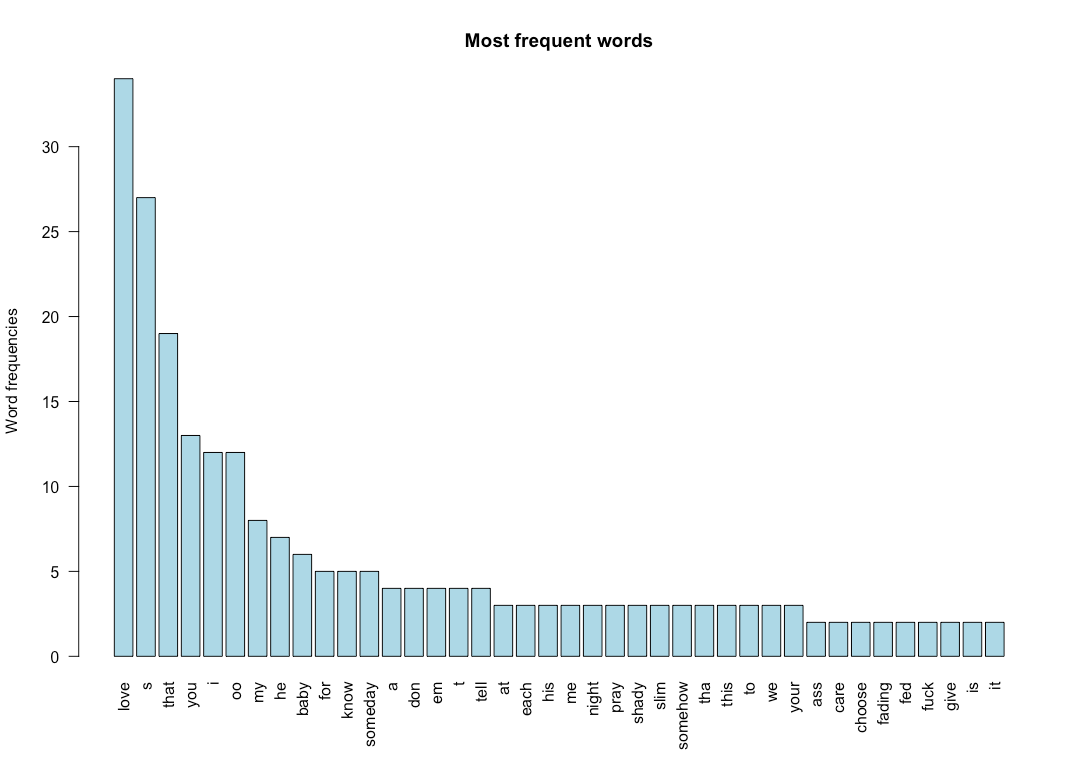 Most frequent words
Word frequencies
30
25
20
15
10
5
0
love
s
that
you
i
oo
my
he
baby
for
know
someday
a
don
em
t
tell
at
each
his
me
night
pray
shady
slim
somehow
tha
this
to
we
your
ass
care
choose
fading
fed
fuck
give
is
it